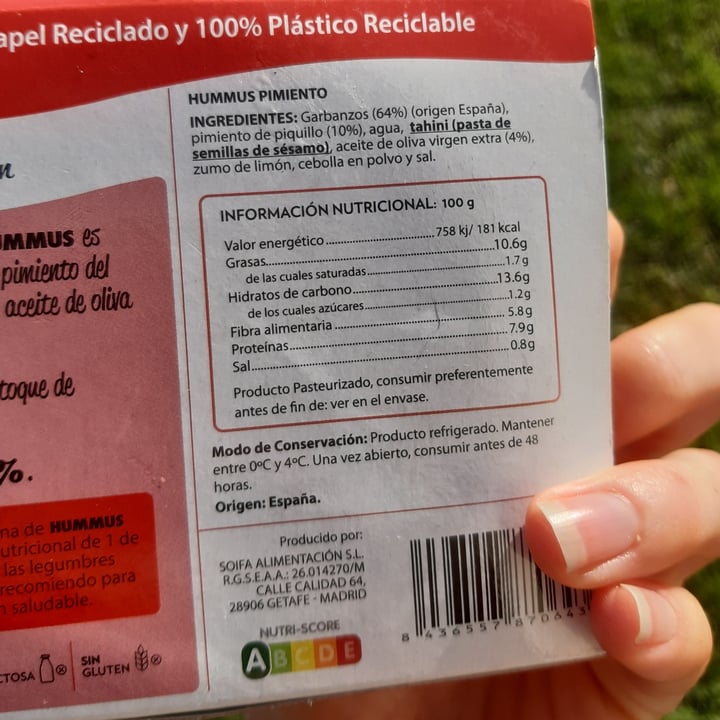 apel Reciclado y 100% Plástico Reciclable
HUMMUS PIMIENTO
INGREDIENTES: Garbanzos (64%) (origen España),
pimiento de piquillo (10%), agua, tahini (pasta de
semillas de sésamo), aceite de oliva virgen extra (4%),
zumo de limón, cebolla en polvo y sal.
INFORMACIÓN NUTRICIONAL: 100 g
Valor energético..........758 kj/ 181 kcal
Grasas..........10.6g
de las cuales saturadas..........1.7 g
Hidratos de carbono..........13.6g
de los cuales azúcares..........1.2g
Fibra alimentaria..........5.8g
Proteínas..........7.9g
Sal..........0.8g
Producto Pasteurizado, consumir preferentemente
antes de fin de: ver en el envase.
Modo de Conservación: Producto refrigerado. Mantener
entre 0ºC y 4ºC. Una vez abierto, consumir antes de 48
horas.
Origen: España.
Producido por:
SOIFA ALIMENTACIÓN S.L.
R.G.S.E.A.A.: 26.014270/M
CALLE CALIDAD 64,
28906 GETAFE - MADRID
NUTRI-SCORE
A B C D E
8 436557 870643
n
UMMUS es
pimiento del
aceite de oliva
toque de
%.
na de HUMMUS
utricional de 1 de
las legumbres
recomiendo para
n saludable.
CTOSA
SIN
GLUTEN